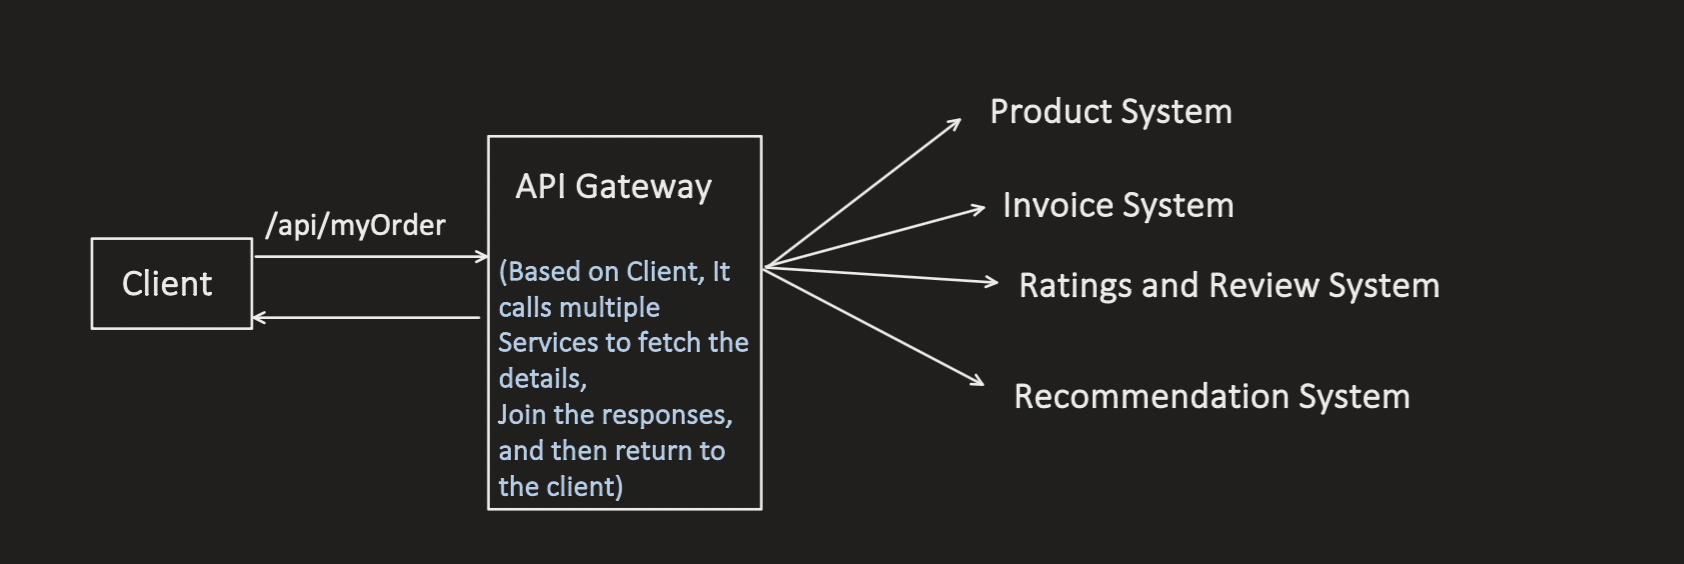 Product System
API Gateway
Invoice System
/api/myOrder
Client
(Based on Client, It
calls multiple
Services to fetch the
details,
Join the responses,
and then return to
the client)
Ratings and Review System
Recommendation System